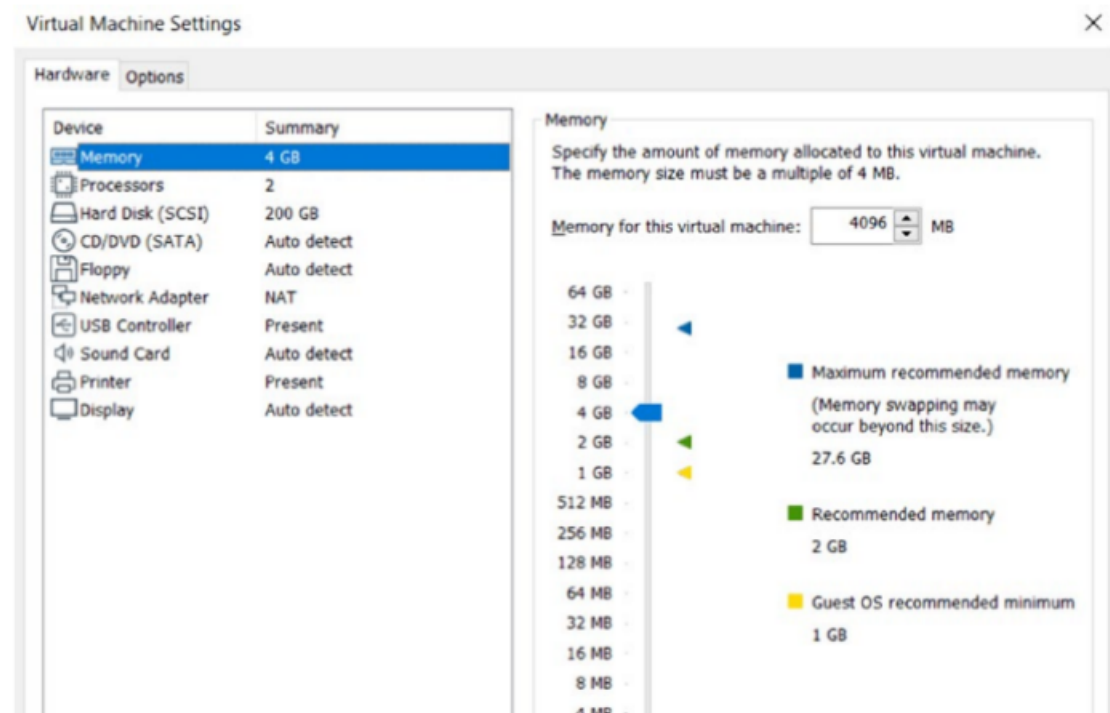 Virtual Machine Settings
Hardware Options
Device Summary
Memory 4 GB
Processors 2
Hard Disk (SCSI) 200 GB
CD/DVD (SATA) Auto detect
Floppy Auto detect
Network Adapter NAT
USB Controller Present
Sound Card Auto detect
Printer Present
Display Auto detect
Memory
Specify the amount of memory allocated to this virtual machine.
The memory size must be a multiple of 4 MB.
Memory for this virtual machine: 4096 MB
64 GB
32 GB
16 GB
8 GB
4 GB
2 GB
1 GB
512 MB
256 MB
128 MB
64 MB
32 MB
16 MB
8 MB
4 MB
Maximum recommended memory
(Memory swapping may
occur beyond this size.)
27.6 GB
Recommended memory
2 GB
Guest OS recommended minimum
1 GB